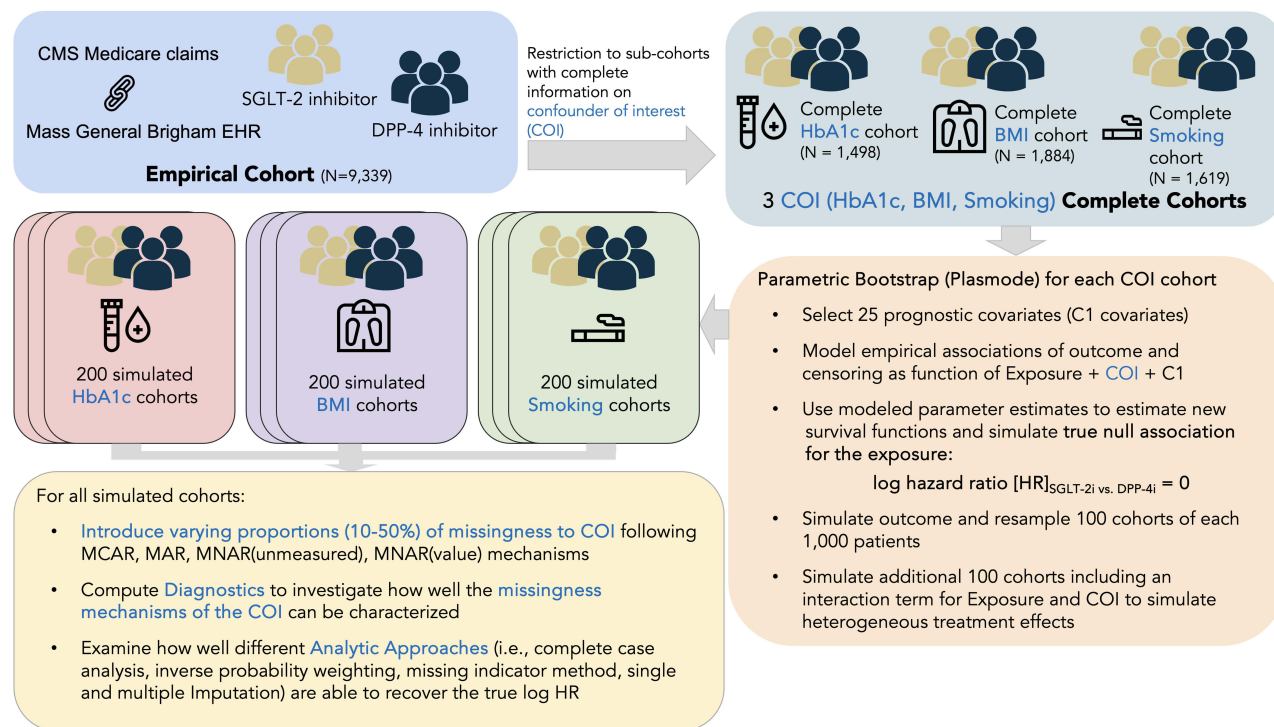 CMS Medicare claims
Mass General Brigham EHR
SGLT-2 inhibitor
DPP-4 inhibitor
Empirical Cohort (N=9,339)
Restriction to sub-cohorts
with complete
information on
confounder of interest
(COI)
Complete
HbA1c cohort
(N = 1,498)
Complete
BMI cohort
(N = 1,884)
Complete
Smoking
cohort
(N = 1,619)
3 COI (HbA1c, BMI, Smoking) Complete Cohorts
Parametric Bootstrap (Plasmode) for each COI cohort
• Select 25 prognostic covariates (C1 covariates)
• Model empirical associations of outcome and
censoring as function of Exposure + COI + C1
• Use modeled parameter estimates to estimate new
survival functions and simulate true null association
for the exposure:
log hazard ratio [HR]SGLT-2i vs. DPP-4i = 0
• Simulate outcome and resample 100 cohorts of each
1,000 patients
• Simulate additional 100 cohorts including an
interaction term for Exposure and COI to simulate
heterogeneous treatment effects
200 simulated
HbA1c cohorts
200 simulated
BMI cohorts
200 simulated
Smoking cohorts
For all simulated cohorts:
• Introduce varying proportions (10-50%) of missingness to COI following
MCAR, MAR, MNAR(unmeasured), MNAR(value) mechanisms
• Compute Diagnostics to investigate how well the missingness
mechanisms of the COI can be characterized
• Examine how well different Analytic Approaches (i.e., complete case
analysis, inverse probability weighting, missing indicator method, single
and multiple Imputation) are able to recover the true log HR